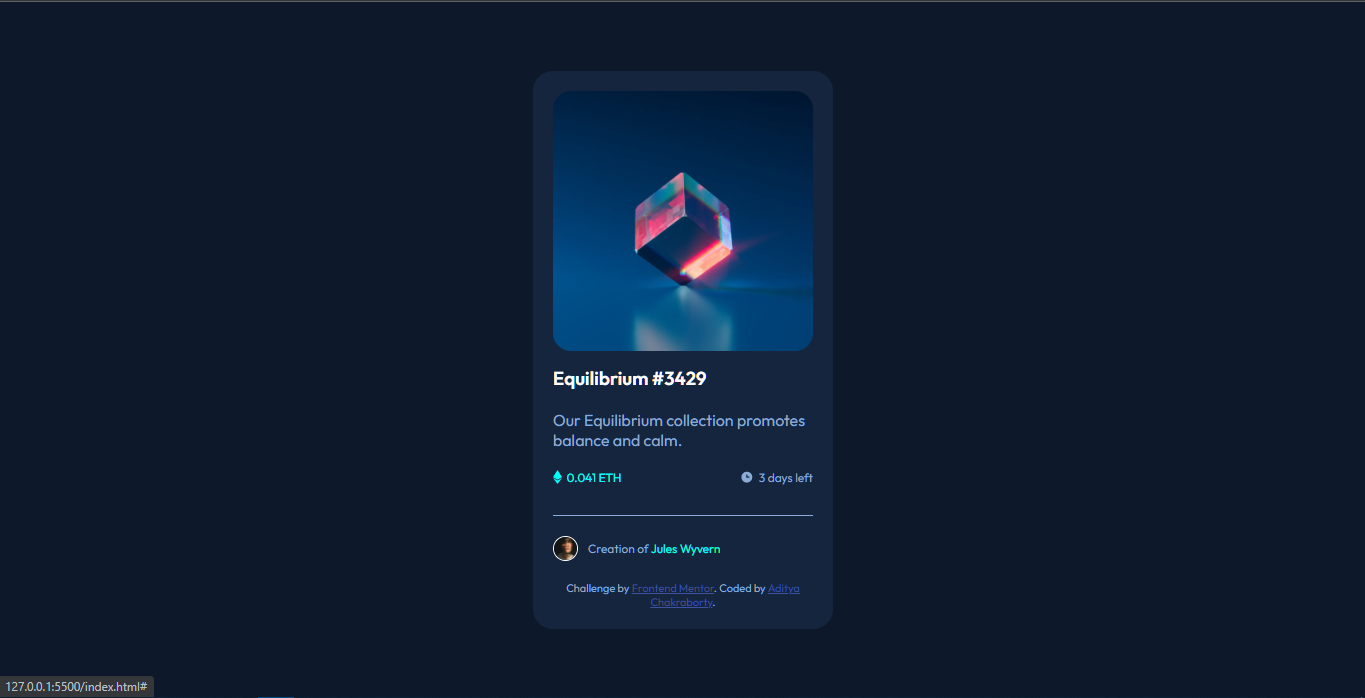 Equilibrium #3429
Our Equilibrium collection promotes
balance and calm.
0.041 ETH
3 days left
Creation of Jules Wyvern
Challenge by Frontend Mentor. Coded by Aditya
Chakraborty.
127.0.0.1:5500/index.html#